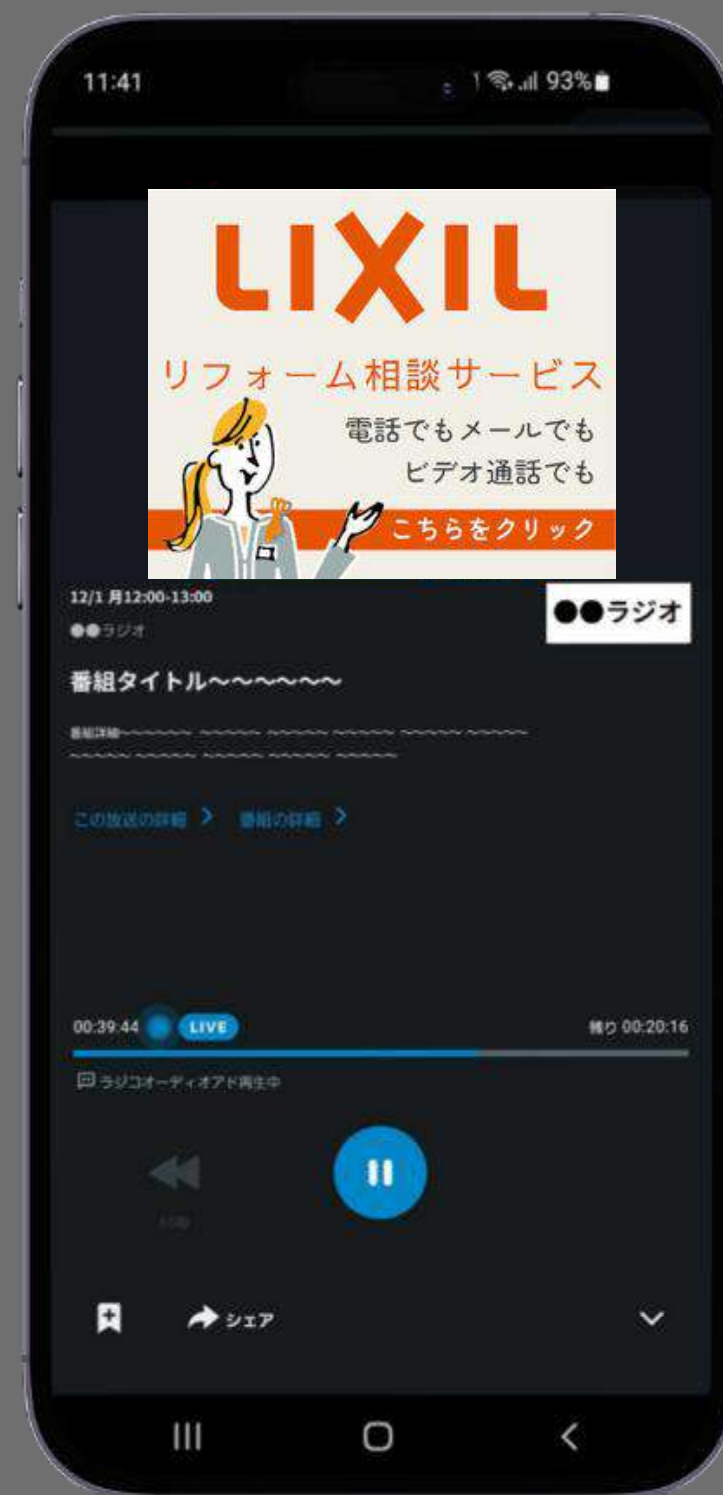 11:41
93%
LIXIL
リフォーム相談サービス
電話でもメールでも
ビデオ通話でも
こちらをクリック
12/1 月12:00-13:00
●●ラジオ
●●ラジオ
番組タイトル〜〜〜〜〜〜
番組詳細〜〜〜〜〜〜 〜〜〜〜〜 〜〜〜〜〜 〜〜〜〜〜 〜〜〜〜〜 〜〜〜〜〜
〜〜〜〜〜 〜〜〜〜〜 〜〜〜〜〜 〜〜〜〜〜 〜〜〜〜〜
この放送の詳細
番組の詳細
00:39:44
LIVE
残り 00:20:16
ラジコオーディオアド再生中
シェア